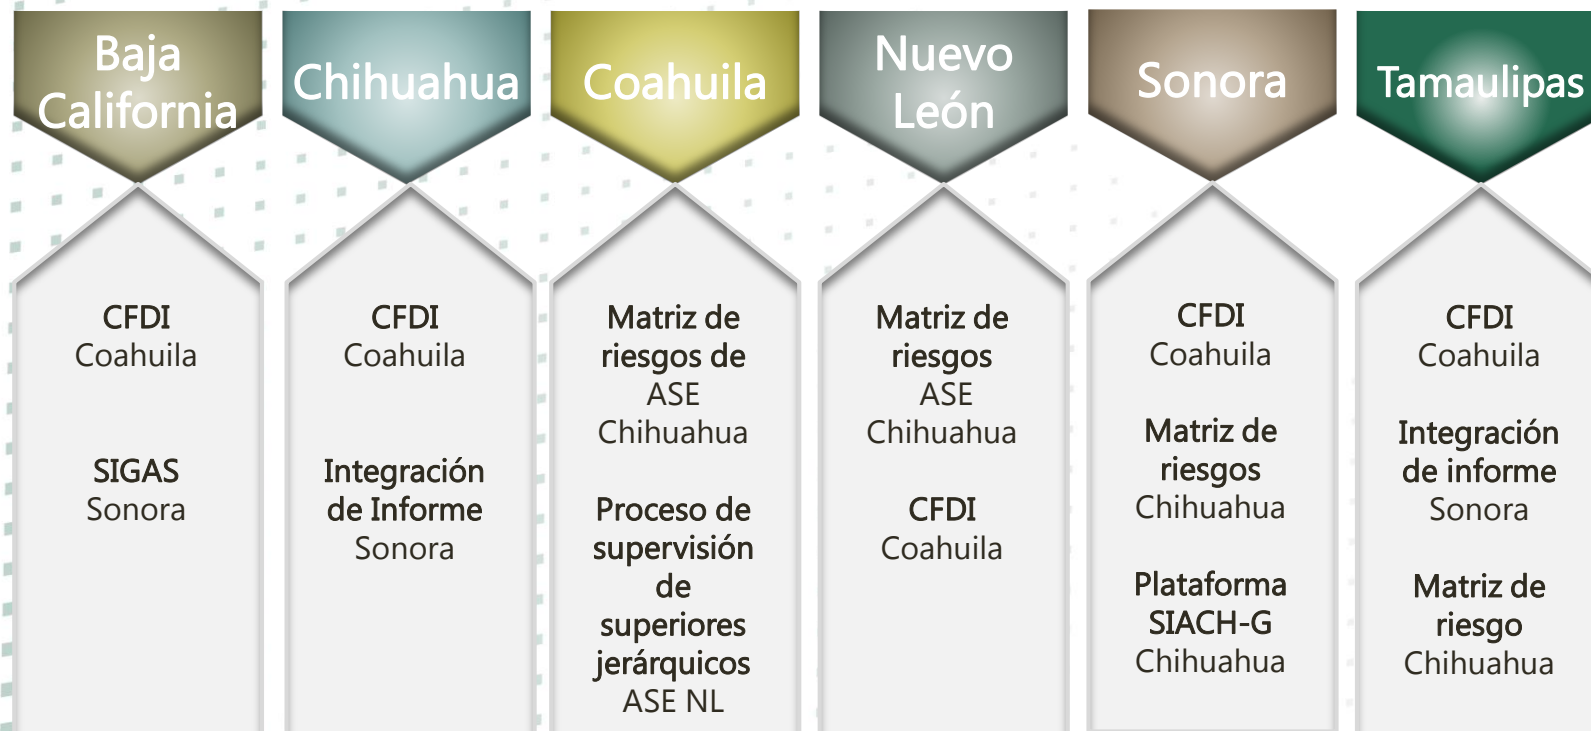 Baja
California
CFDI
Coahuila
SIGAS
Sonora
Chihuahua
CFDI
Coahuila
Integración
de Informe
Sonora
Coahuila
Matriz de
riesgos de
ASE
Chihuahua
Proceso de
supervisión
de
superiores
jerárquicos
ASE NL
Nuevo
León
Matriz de
riesgos
ASE
Chihuahua
CFDI
Coahuila
Sonora
CFDI
Coahuila
Matriz de
riesgos
Chihuahua
Plataforma
SIACH-G
Chihuahua
Tamaulipas
CFDI
Coahuila
Integración
de informe
Sonora
Matriz de
riesgo
Chihuahua